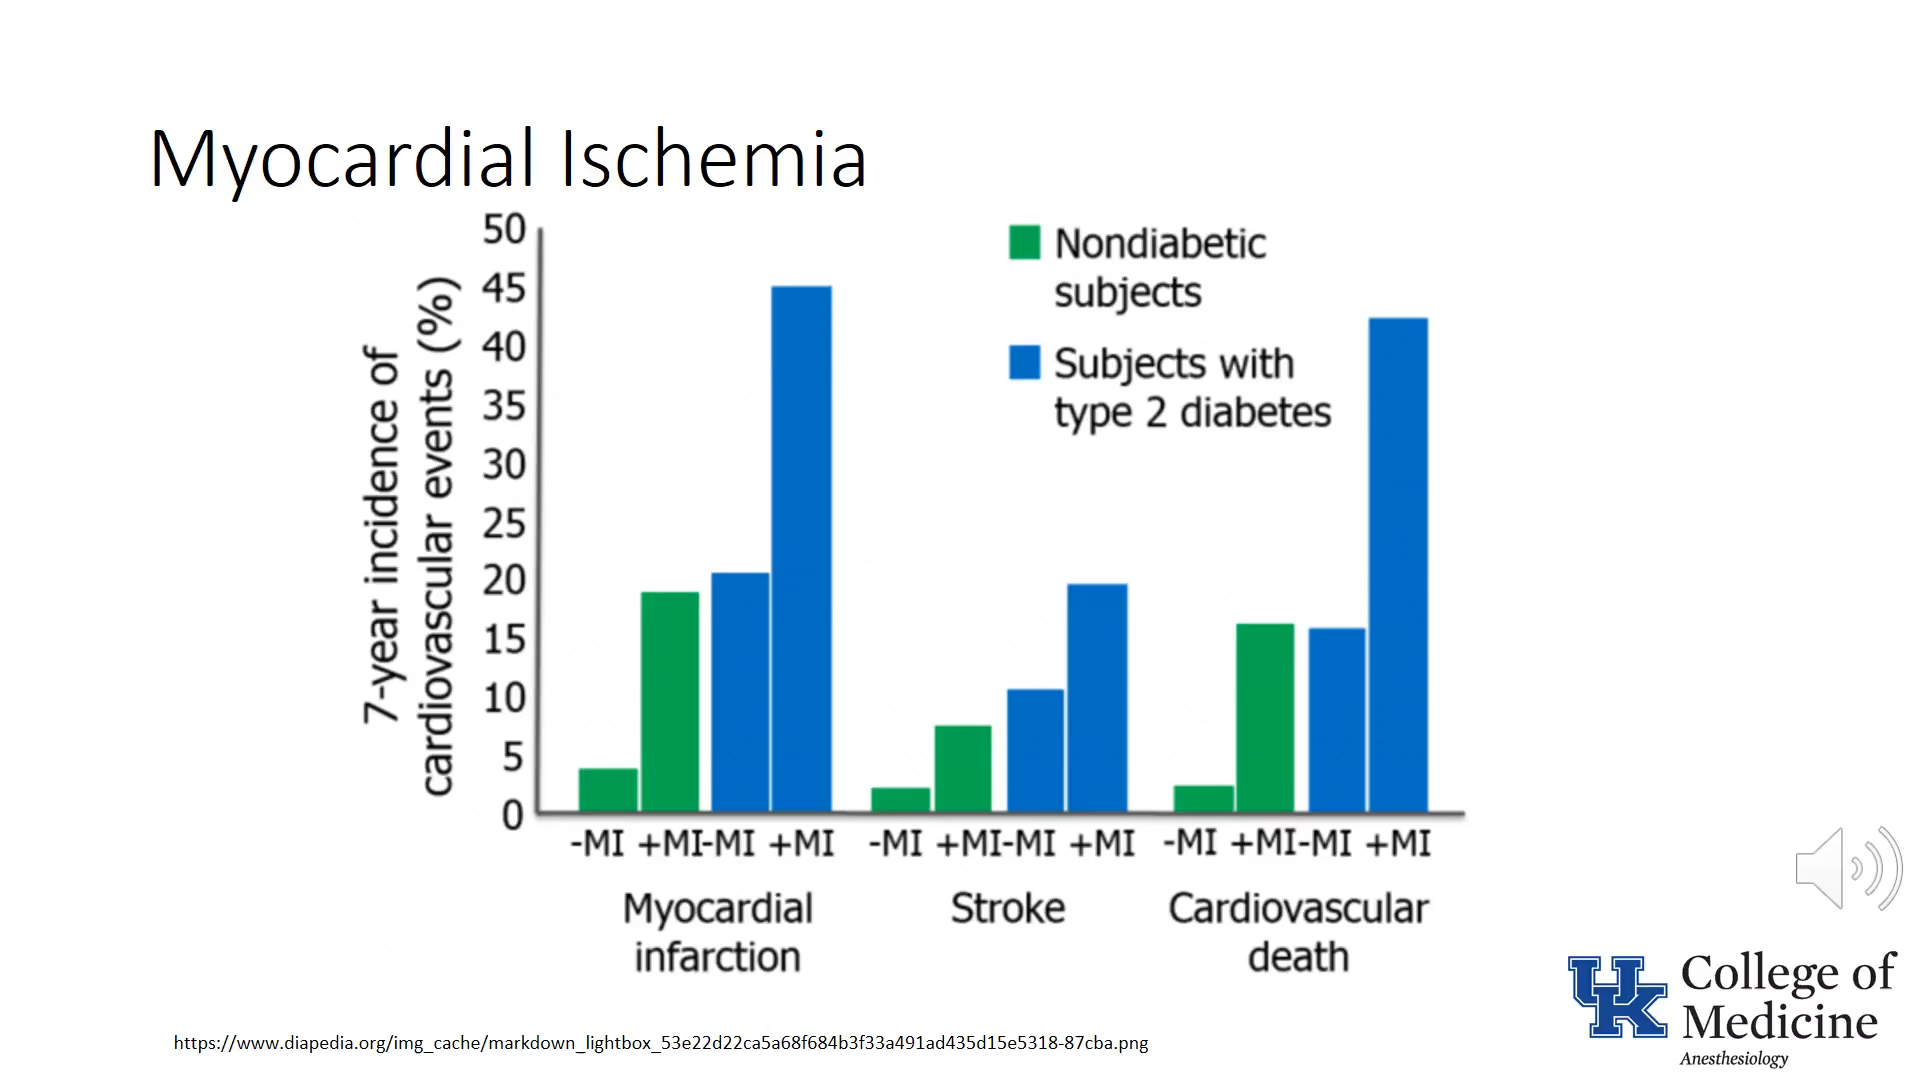 Myocardial Ischemia
7-year incidence of
cardiovascular events (%)
50
45
40
35
30
25
20
15
10
5
0
Nondiabetic
subjects
Subjects with
type 2 diabetes
-MI +MI-MI +MI -MI +MI-MI +MI -MI +MI-MI +MI
Myocardial
infarction
Stroke
Cardiovascular
death
https://www.diapedia.org/img_cache/markdown_lightbox_53e22d22ca5a68f684b3f33a491ad435d15e5318-87cba.png
UK
College of
Medicine
Anesthesiology